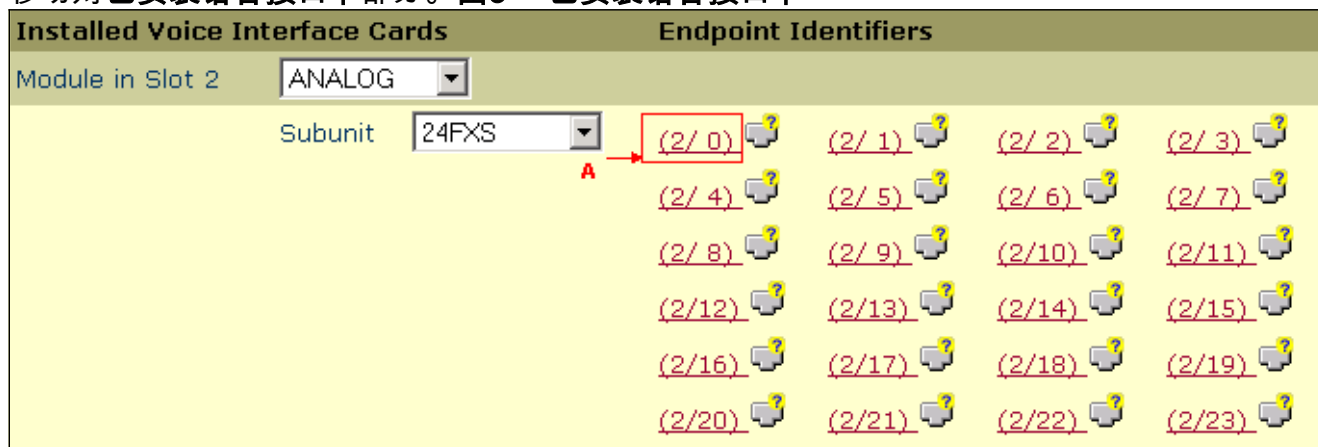 Installed Voice Interface Cards Endpoint Identifiers
Module in Slot 2 ANALOG
Subunit 24FXS (2/ 0) (2/ 1) (2/ 2) (2/ 3)
A
(2/ 4) (2/ 5) (2/ 6) (2/ 7)
(2/ 8) (2/ 9) (2/10) (2/11)
(2/12) (2/13) (2/14) (2/15)
(2/16) (2/17) (2/18) (2/19)
(2/20) (2/21) (2/22) (2/23)